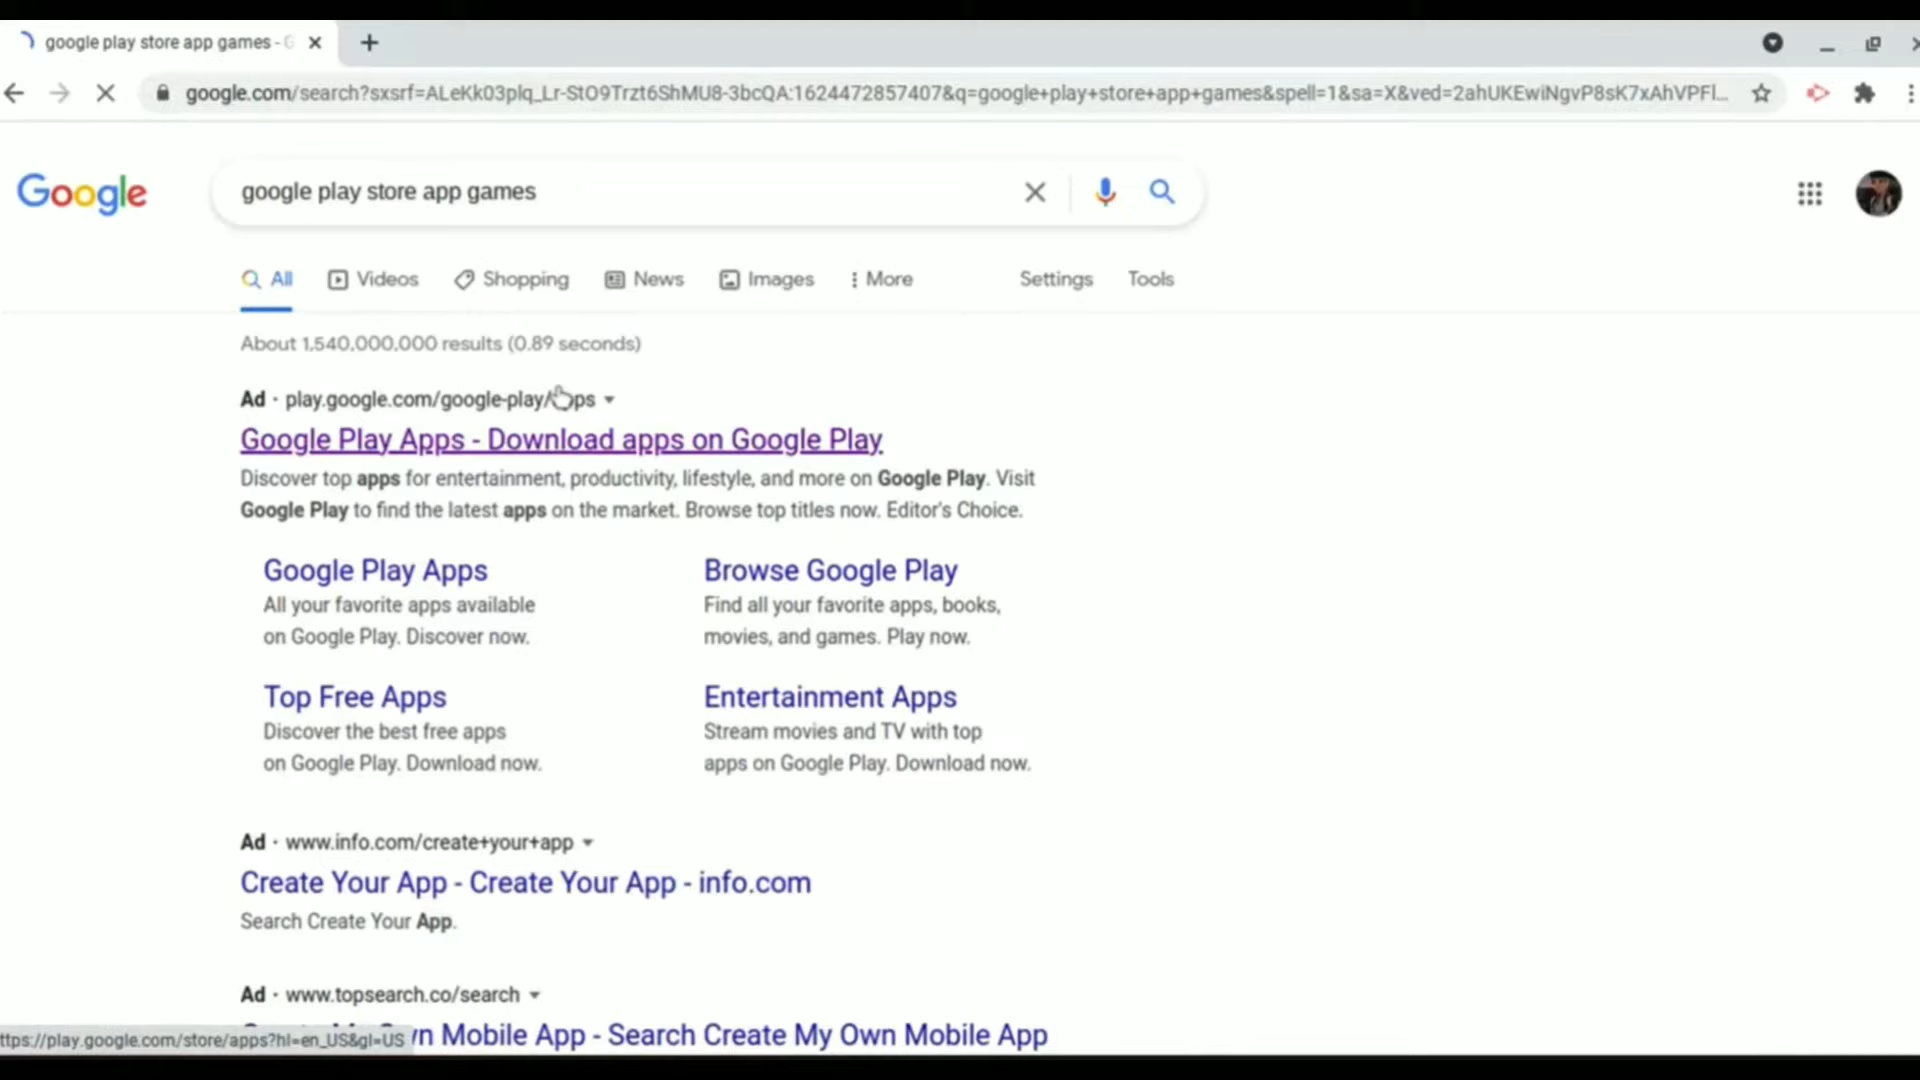 google play store app games - G
google.com/search?sxsrf=ALeKk03plq_Lr-StO9Trzt6ShMU8-3bcQA:1624472857407&q=google+play+store+app+games&spell=1&sa=X&ved=2ahUKEwiNgvP8sK7xAhVPFl...
Google
google play store app games
All Videos Shopping News Images More Settings Tools
About 1,540,000,000 results (0.89 seconds)
Ad · play.google.com/google-play/apps
Google Play Apps - Download apps on Google Play
Discover top apps for entertainment, productivity, lifestyle, and more on Google Play. Visit
Google Play to find the latest apps on the market. Browse top titles now. Editor's Choice.
Google Play Apps
All your favorite apps available
on Google Play. Discover now.
Browse Google Play
Find all your favorite apps, books,
movies, and games. Play now.
Top Free Apps
Discover the best free apps
on Google Play. Download now.
Entertainment Apps
Stream movies and TV with top
apps on Google Play. Download now.
Ad · www.info.com/create+your+app
Create Your App - Create Your App - info.com
Search Create Your App.
Ad · www.topsearch.co/search
Mobile App - Search Create My Own Mobile App
ttps://play.google.com/store/apps?hl=en_US&gl=US